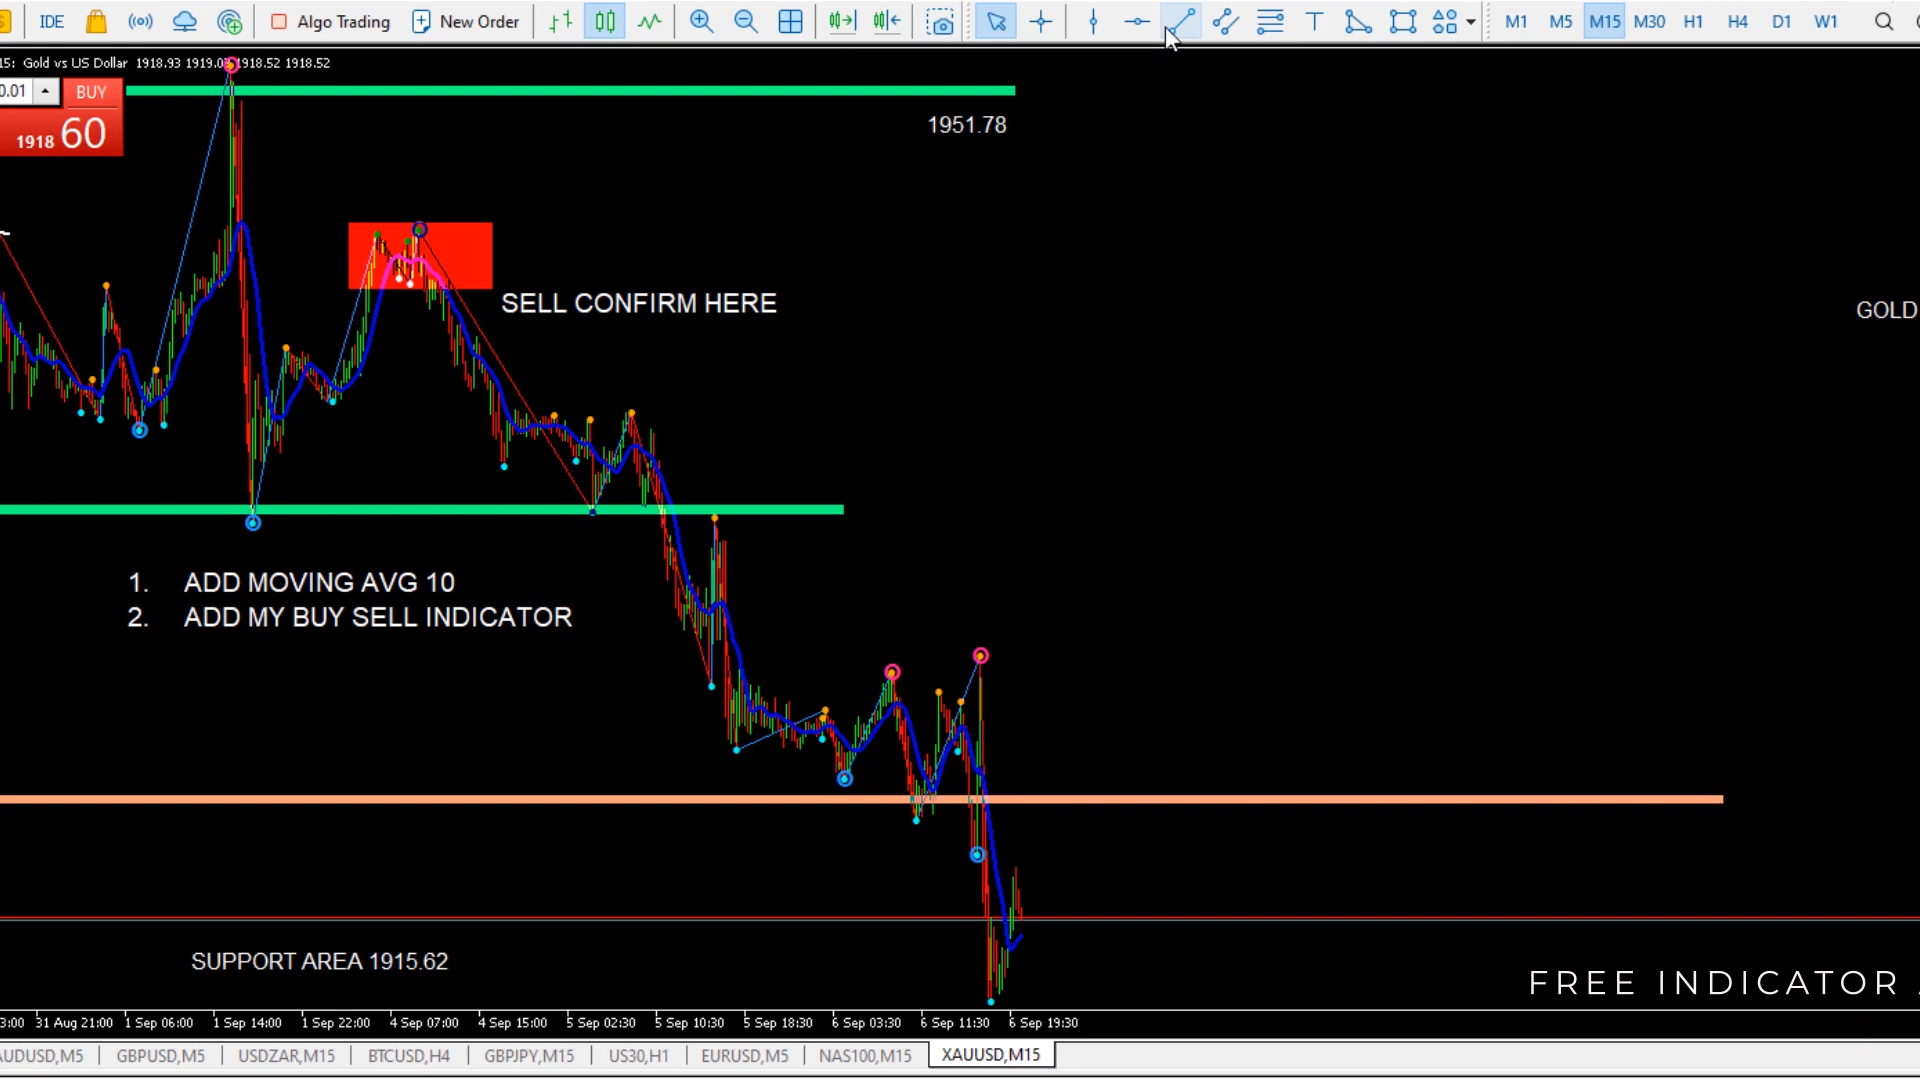 IDE Algo Trading New Order T M1 M5 M15 M30 H1 H4 D1 W1
15: Gold vs US Dollar 1918.93 1918.52 1918.52
0.01 BUY
1918 60
1951.78
SELL CONFIRM HERE
GOLD
1. ADD MOVING AVG 10
2. ADD MY BUY SELL INDICATOR
SUPPORT AREA 1915.62
FREE INDICATOR
3:00 31 Aug 21:00 1 Sep 06:00 1 Sep 14:00 1 Sep 22:00 4 Sep 07:00 4 Sep 15:00 5 Sep 02:30 5 Sep 10:30 5 Sep 18:30 6 Sep 03:30 6 Sep 11:30 6 Sep 19:30
AUDUSD,M5 GBPUSD,M5 USDZAR,M15 BTCUSD,H4 GBPJPY,M15 US30,H1 EURUSD,M5 NAS100,M15 XAUUSD,M15